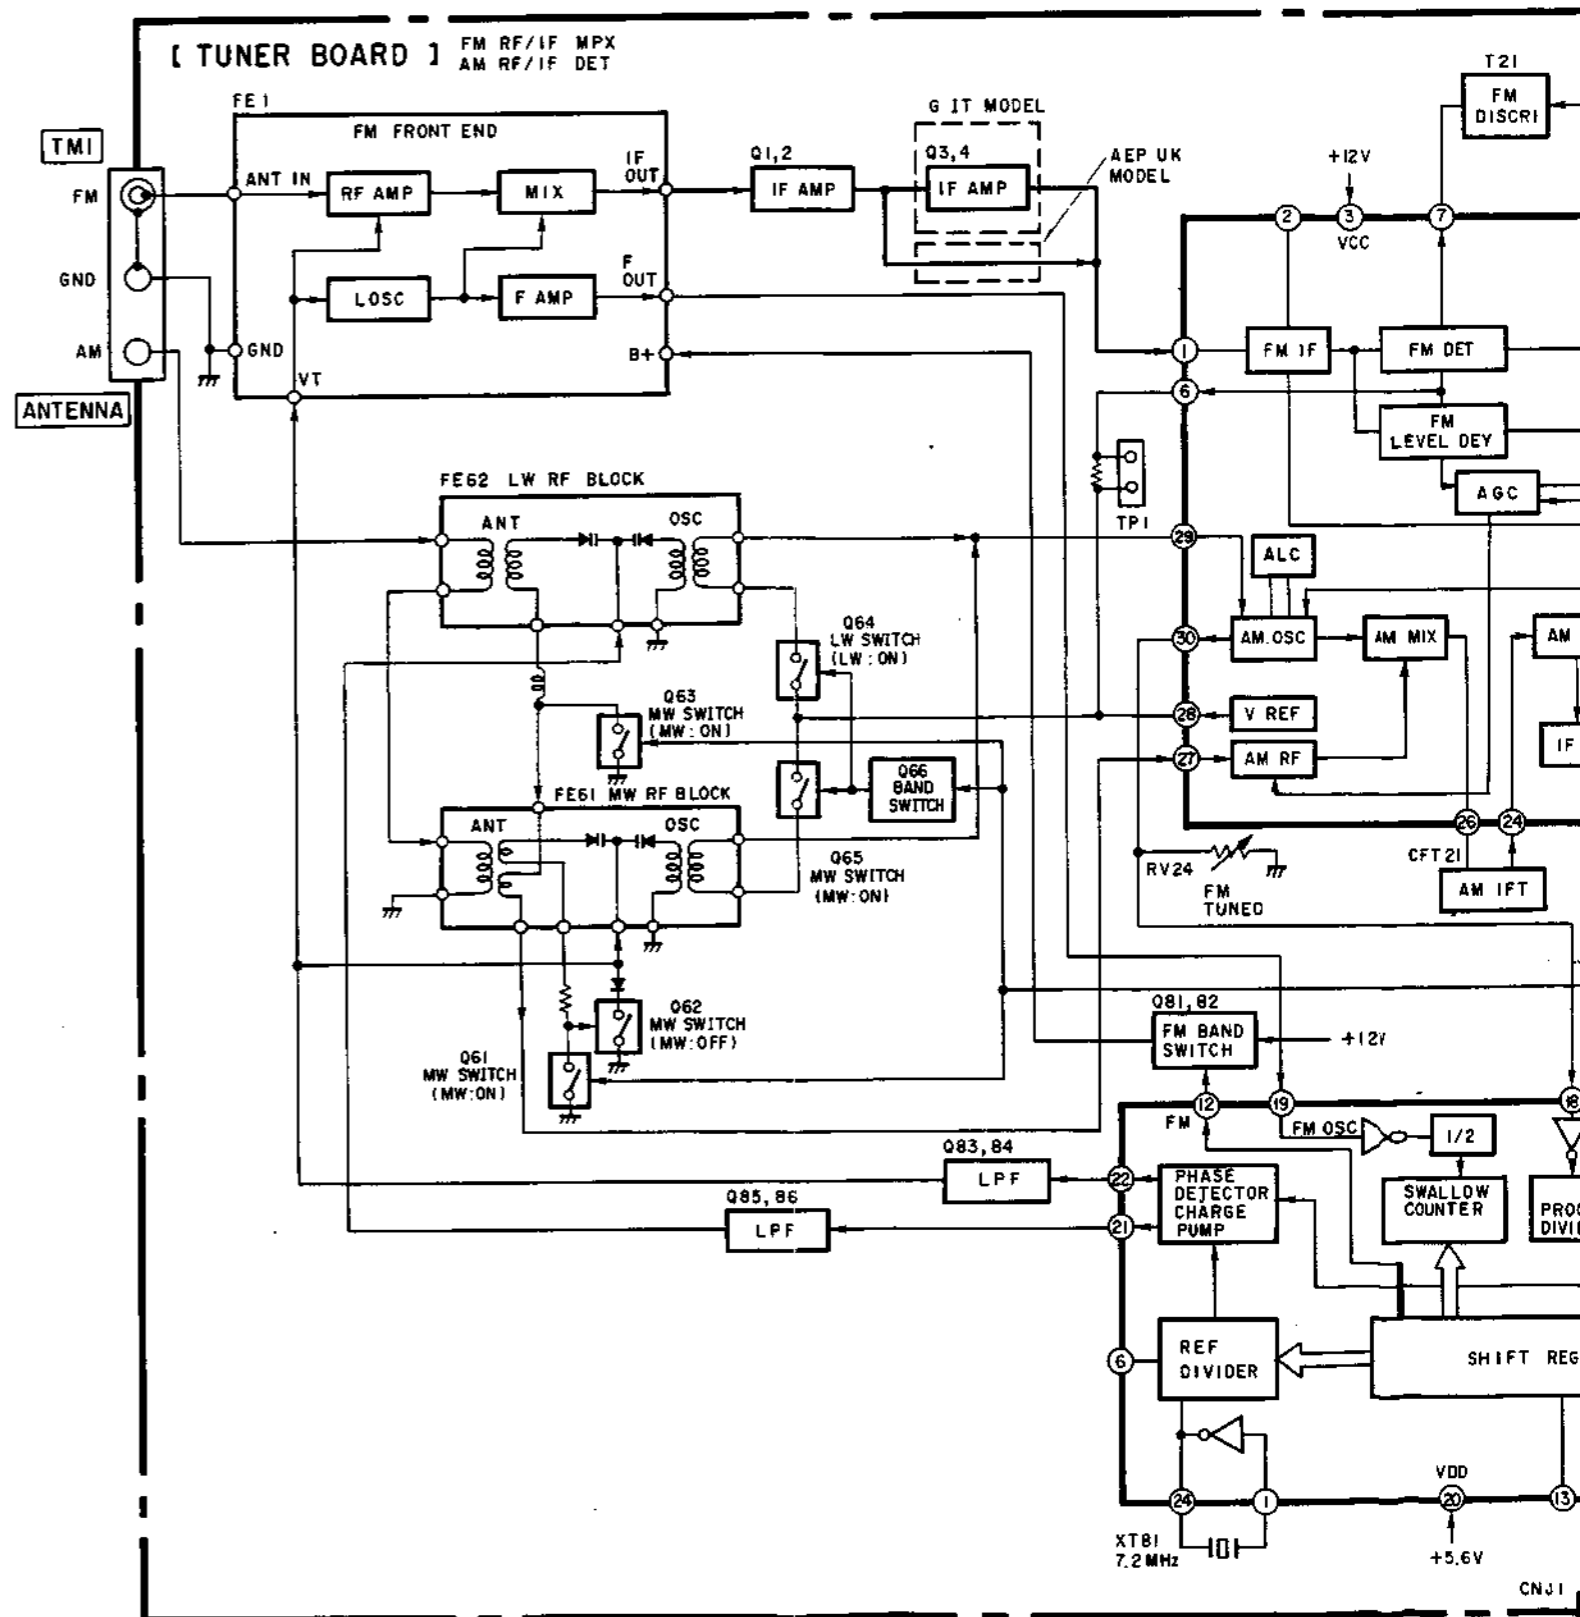 [ TUNER BOARD ]
FM RF/IF MPX
AM RF/IF DET
T21
FM
DISCRI
FE1
FM FRONT END
G IT MODEL
TM1
ANT IN
RF AMP
MIX
IF
OUT
Q1,2
IF AMP
Q3,4
IF AMP
AEP UK
MODEL
+12V
FM
2
3
7
VCC
GND
LOSC
F AMP
F
OUT
AM
GND
B+
VT
1
FM IF
FM DET
ANTENNA
6
FM
LEVEL DEY
AGC
FE62 LW RF BLOCK
ANT
OSC
TP1
29
ALC
Q64
LW SWITCH
(LW:ON)
30
AM.OSC
AM MIX
AM
Q63
MW SWITCH
(MW:ON)
28
V REF
27
AM RF
IF
Q66
BAND
SWITCH
FE61 MW RF BLOCK
ANT
OSC
26
24
Q65
MW SWITCH
(MW:ON)
RV24
FM
TUNED
CFT21
AM IFT
Q62
MW SWITCH
(MW:OFF)
Q81,82
FM BAND
SWITCH
+12V
Q61
MW SWITCH
(MW:ON)
12
19
18
FM
FM OSC
1/2
Q83,84
LPF
22
PHASE
DETECTOR
CHARGE
PUMP
SWALLOW
COUNTER
PROG
DIVI
Q85,86
LPF
21
6
REF
DIVIDER
SHIFT REG
VDD
24
1
20
13
XT81
7.2MHz
+5.6V
CNJ1